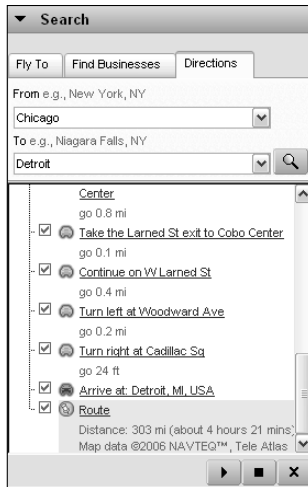 Search
Fly To Find Businesses Directions
From e.g., New York, NY
Chicago
To e.g., Niagara Falls, NY
Detroit
Center
go 0.8 mi
Take the Larned St exit to Cobo Center
go 0.1 mi
Continue on W Larned St
go 0.4 mi
Turn left at Woodward Ave
go 0.2 mi
Turn right at Cadillac Sq
go 24 ft
Arrive at: Detroit, MI, USA
Route
Distance: 303 mi (about 4 hours 21 mins)
Map data ©2006 NAVTEQ™, Tele Atlas